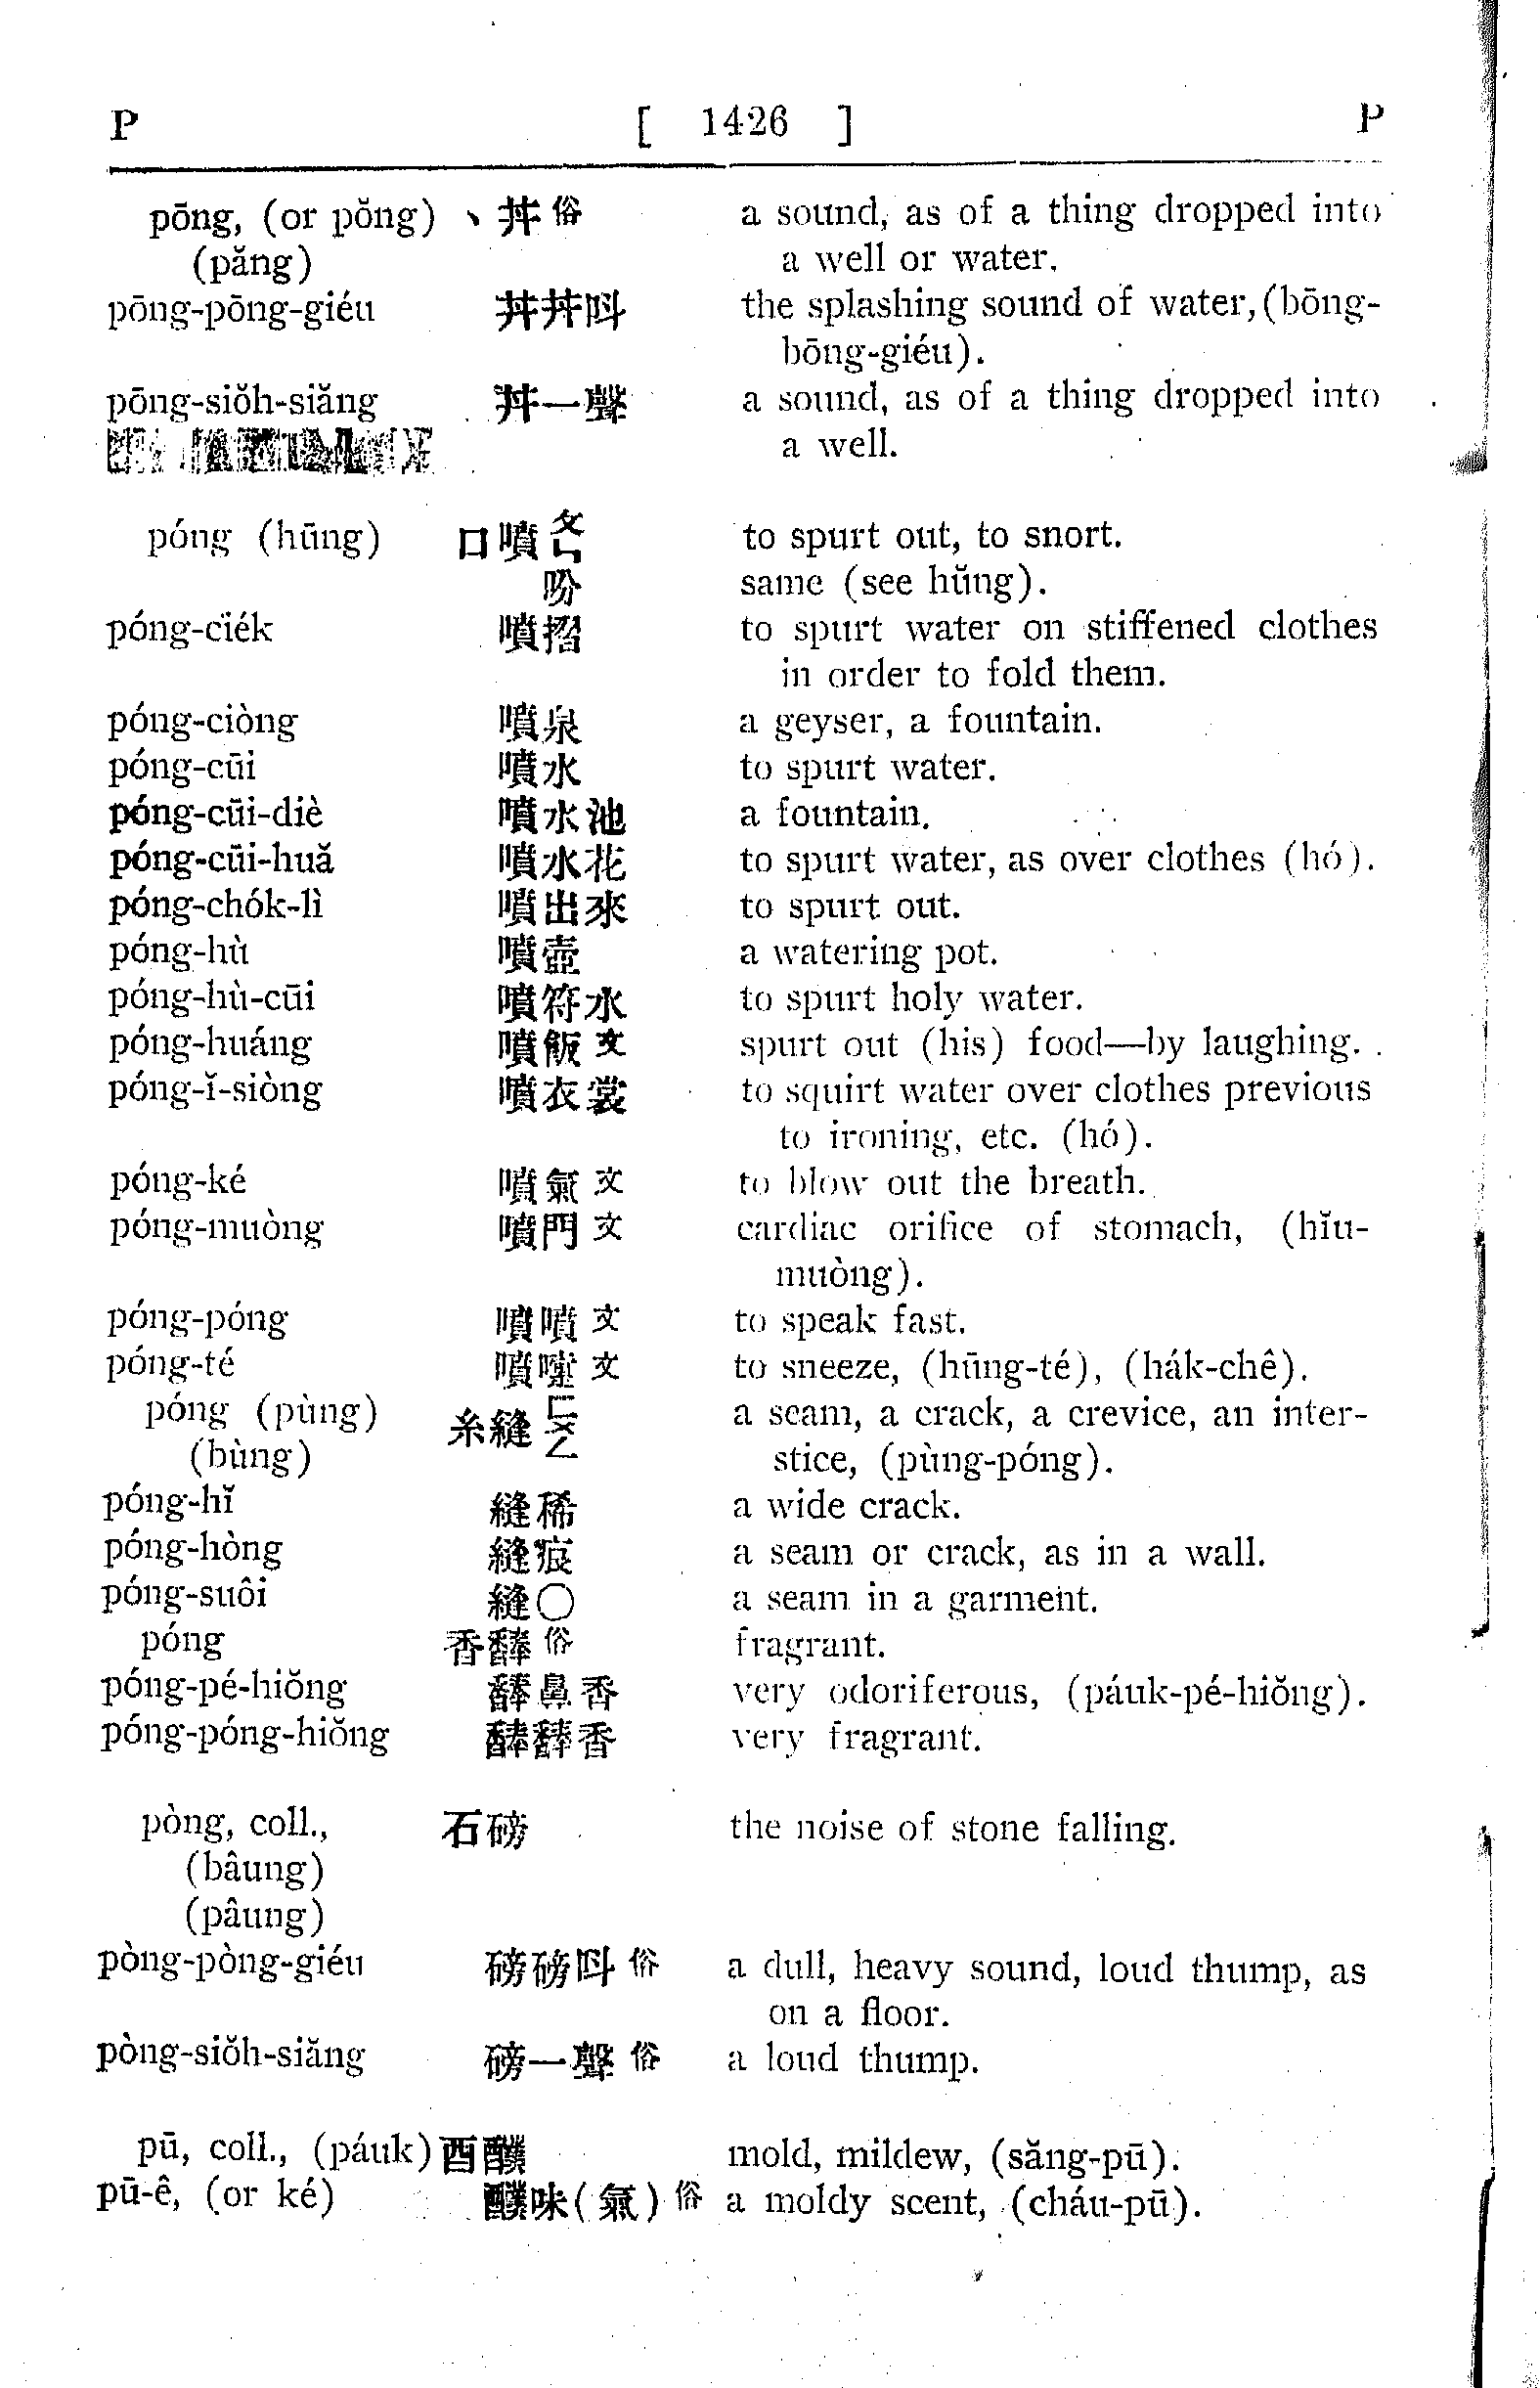 P [ 1426 ] P
pōng, (or pŏng) 丶丼俗 a sound, as of a thing dropped into
(păng) a well or water.
pōng-pōng-giéu 丼丼呌 the splashing sound of water, (bōng-
bōng-giéu).
pōng-siŏh-siăng 丼一聲 a sound, as of a thing dropped into
a well.
póng (hūng) 口噴ㄆㄣ to spurt out, to snort.
吩 same (see hŭng).
póng-ciék 噴摺 to spurt water on stiffened clothes
in order to fold them.
póng-ciòng 噴泉 a geyser, a fountain.
póng-cūi 噴水 to spurt water.
póng-cūi-diè 噴水池 a fountain.
póng-cūi-huă 噴水花 to spurt water, as over clothes (hó).
póng-chók-lì 噴出來 to spurt out.
póng-hù 噴壺 a watering pot.
póng-hù-cūi 噴符水 to spurt holy water.
póng-huáng 噴飯文 spurt out (his) food—by laughing.
póng-ĭ-siòng 噴衣裳 to squirt water over clothes previous
to ironing, etc. (hó).
póng-ké 噴氣文 to blow out the breath.
póng-muòng 噴門文 cardiac orifice of stomach, (hĭu-
muòng).
póng-póng 噴噴文 to speak fast.
póng-té 噴嚏文 to sneeze, (hūng-té), (hák-chê).
póng (pùng) 糸縫ㄈㄨㄥ a seam, a crack, a crevice, an inter-
(bùng) stice, (pùng-póng).
póng-hĭ 縫稀 a wide crack.
póng-hòng 縫痕 a seam or crack, as in a wall.
póng-suôi 縫○ a seam in a garment.
póng 香馞俗 fragrant.
póng-pé-hiŏng 馞鼻香 very odoriferous, (páuk-pé-hiŏng).
póng-póng-hiŏng 馞馞香 very fragrant.
pòng, coll., 石磅 the noise of stone falling.
(bâung)
(pâung)
pòng-pòng-giéu 磅磅呌俗 a dull, heavy sound, loud thump, as
on a floor.
pòng-siŏh-siăng 磅一聲俗 a loud thump.
pū, coll., (páuk) 酉醭 mold, mildew, (săng-pū).
pū-ê, (or ké) 醭味(氣)俗 a moldy scent, (cháu-pū).